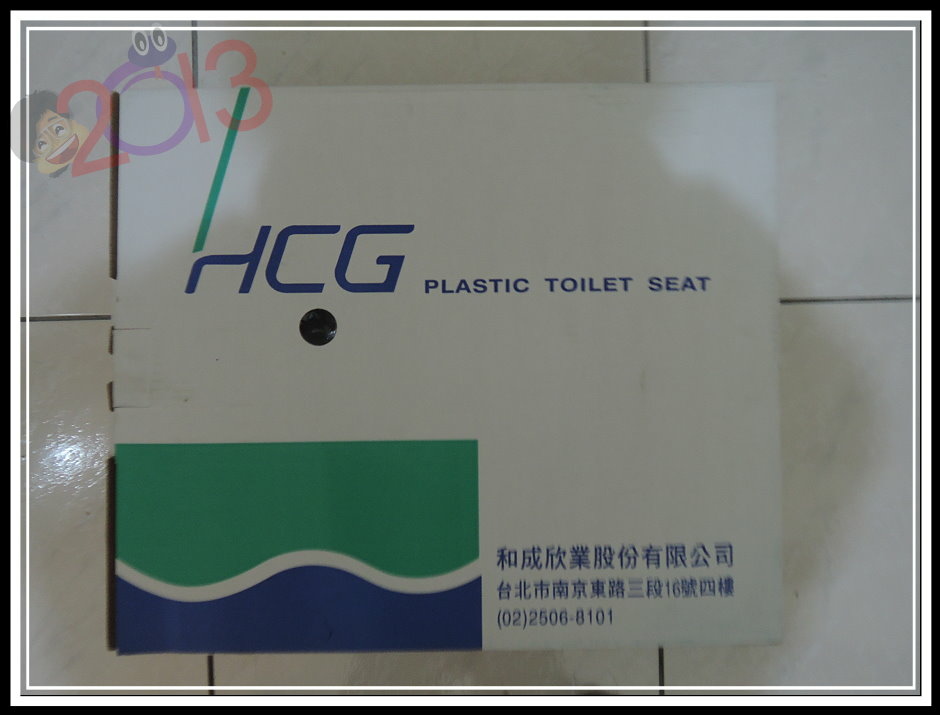 2013
HCG PLASTIC TOILET SEAT
和成欣業股份有限公司
台北市南京東路三段16號四樓
(02)2506-8101